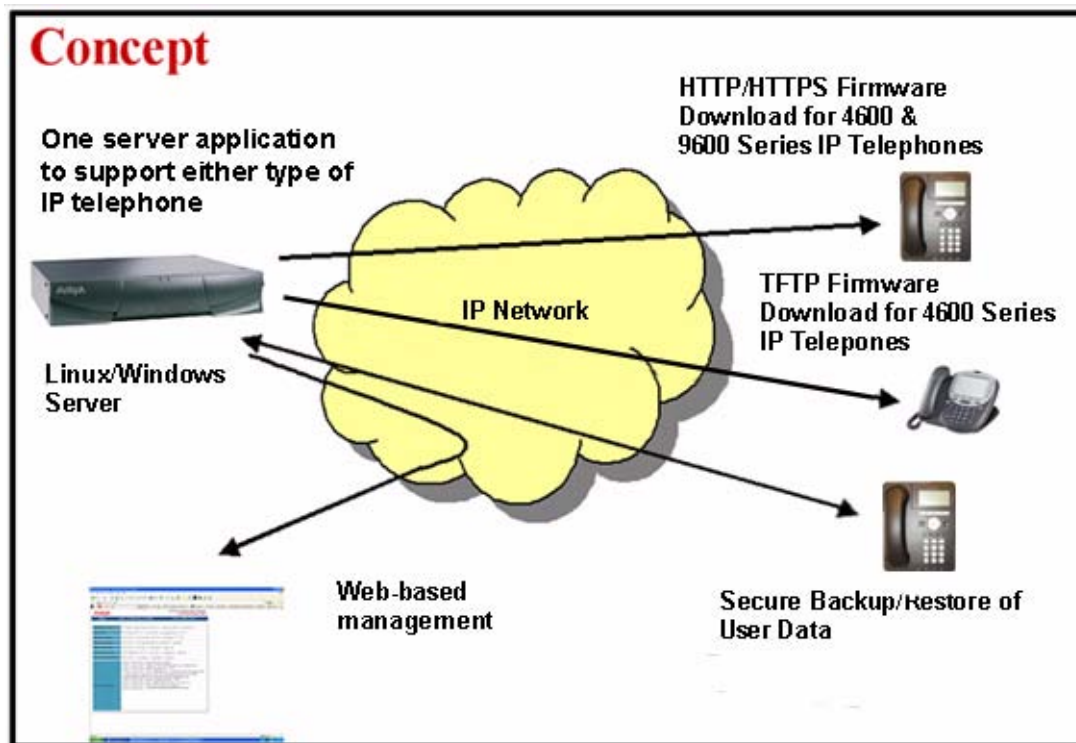 Concept
One server application
to support either type of
IP telephone
AVAYA
Linux/Windows
Server
IP Network
HTTP/HTTPS Firmware
Download for 4600 &
9600 Series IP Telephones
TFTP Firmware
Download for 4600 Series
IP Telepones
Secure Backup/Restore of
User Data
Web-based
management